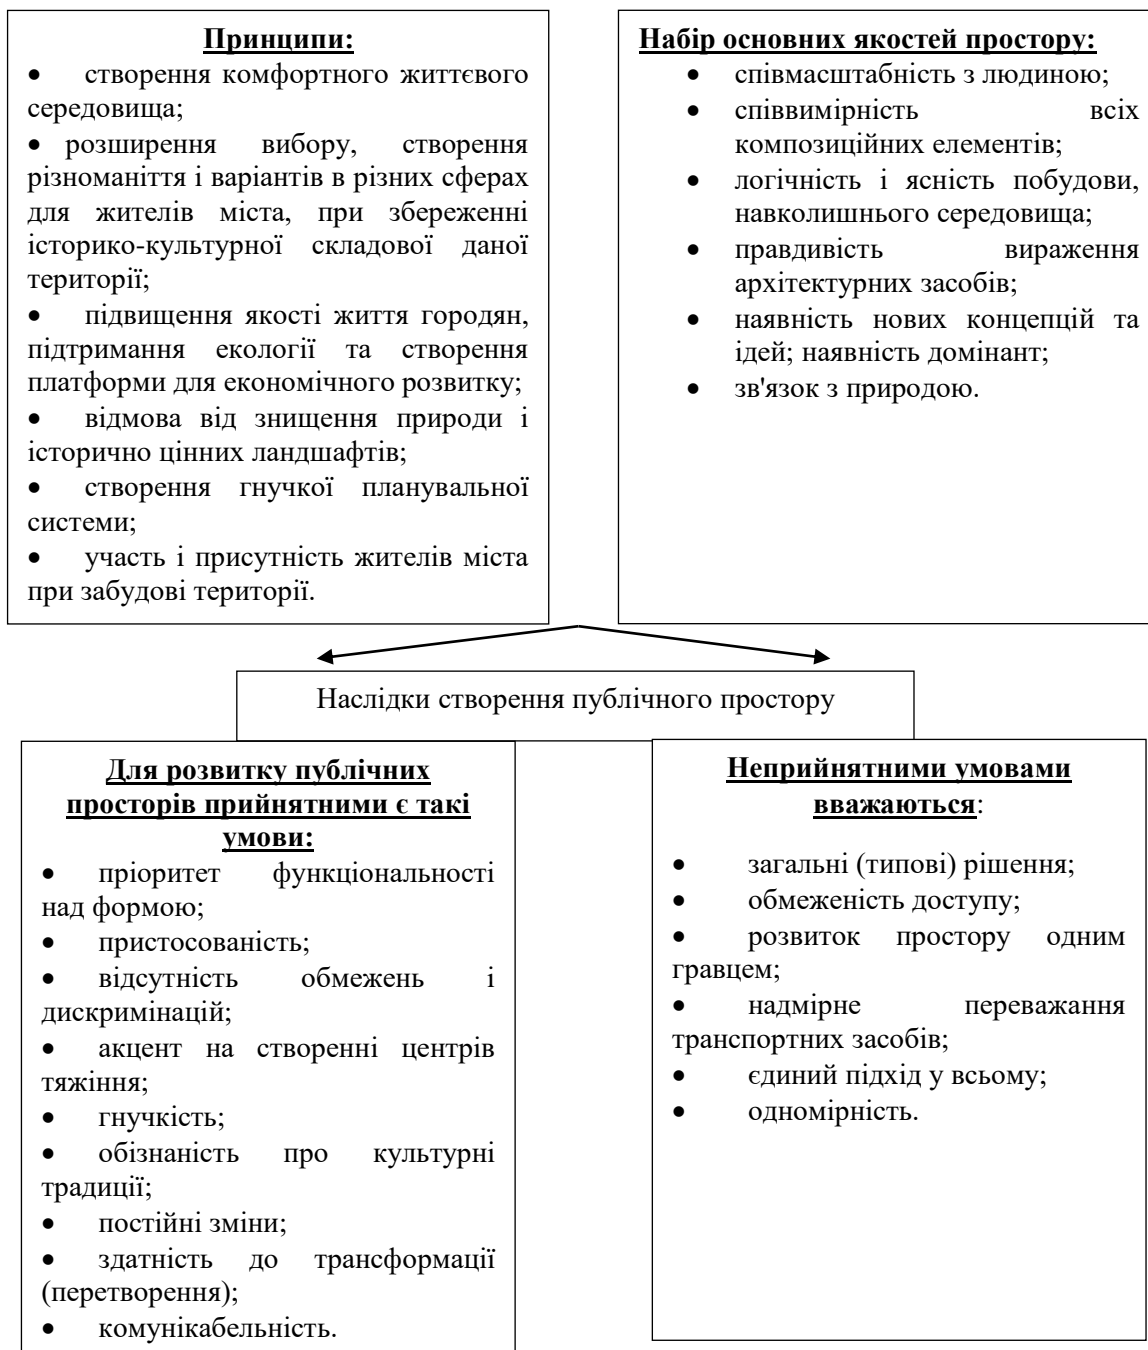 Принципи:
• створення комфортного життєвого
середовища;
• розширення вибору, створення
різноманіття і варіантів в різних сферах
для жителів міста, при збереженні
історико-культурної складової даної
території;
• підвищення якості життя городян,
підтримання екології та створення
платформи для економічного розвитку;
• відмова від знищення природи і
історично цінних ландшафтів;
• створення гнучкої планувальної
системи;
• участь і присутність жителів міста
при забудові території.
Набір основних якостей простору:
• співмасштабність з людиною;
• співвимірність всіх
композиційних елементів;
• логічність і ясність побудови,
навколишнього середовища;
• правдивість вираження
архітектурних засобів;
• наявність нових концепцій та
ідей; наявність домінант;
• зв'язок з природою.
Наслідки створення публічного простору
Для розвитку публічних
просторів прийнятними є такі
умови:
• пріоритет функціональності
над формою;
• пристосованість;
• відсутність обмежень і
дискримінацій;
• акцент на створенні центрів
тяжіння;
• гнучкість;
• обізнаність про культурні
традиції;
• постійні зміни;
• здатність до трансформації
(перетворення);
• комунікабельність.
Неприйнятними умовами
вважаються:
• загальні (типові) рішення;
• обмеженість доступу;
• розвиток простору одним
гравцем;
• надмірне переважання
транспортних засобів;
• єдиний підхід у всьому;
• одномірність.